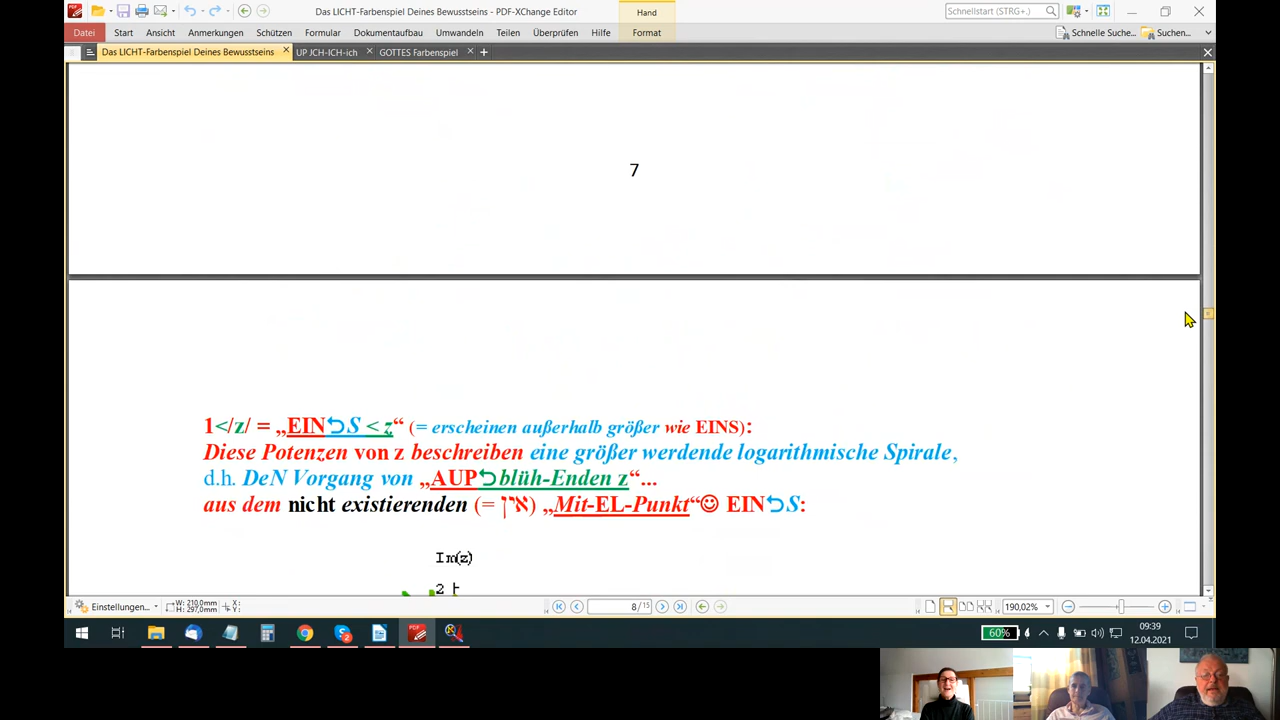 Das LICHT-Farbenspiel Deines Bewusstseins - PDF-XChange Editor
Hand
Schnellstart (STRG+.)
Datei Start Ansicht Anmerkungen Schützen Formular Dokumentaufbau Umwandeln Teilen Überprüfen Hilfe Format Schnelle Suche... Suchen...
Das LICHT-Farbenspiel Deines Bewusstseins UP JCH-ICH-ich GOTTES Farbenspiel
7
1</z/ = „EIN⮌S < z“ (= erscheinen außerhalb größer wie EINS):
Diese Potenzen von z beschreiben eine größer werdende logarithmische Spirale,
d.h. DeN Vorgang von „AUP⮌blüh-Enden z“...
aus dem nicht existierenden (= אין) „Mit-EL-Punkt“☺ EIN⮌S:
Im(z)
2
Einstellungen... W: 210,0mm X:
H: 297,0mm Y:
8/15
190,02%
60%
09:39
12.04.2021